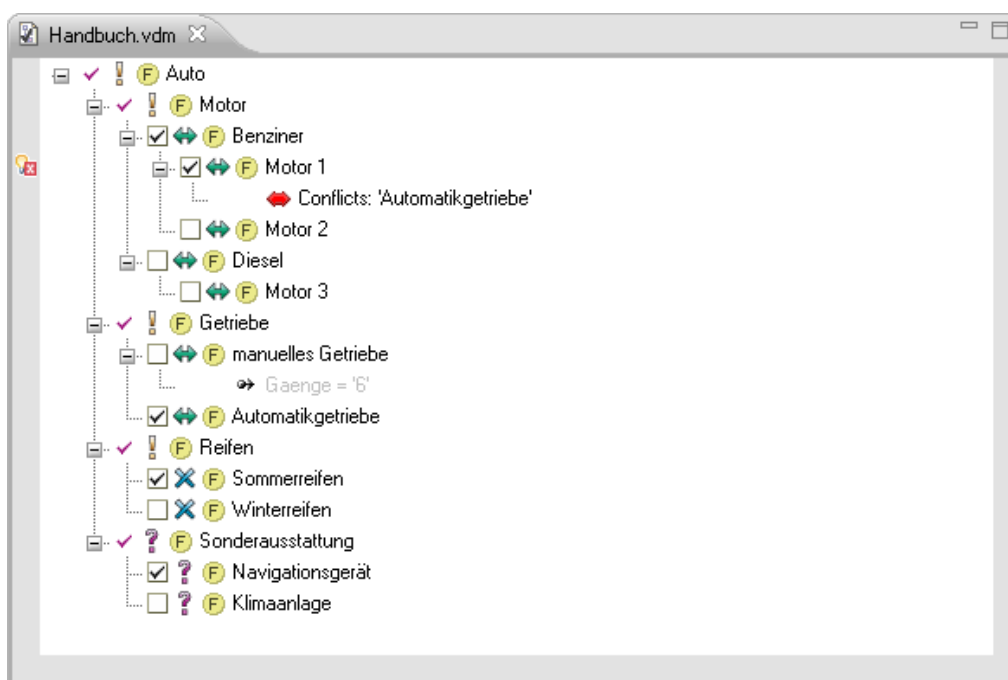 Handbuch.vdm
F Auto
F Motor
F Benziner
F Motor 1
Conflicts: 'Automatikgetriebe'
F Motor 2
F Diesel
F Motor 3
F Getriebe
F manuelles Getriebe
Gaenge = '6'
F Automatikgetriebe
F Reifen
F Sommerreifen
F Winterreifen
? F Sonderausstattung
? F Navigationsgerät
? F Klimaanlage